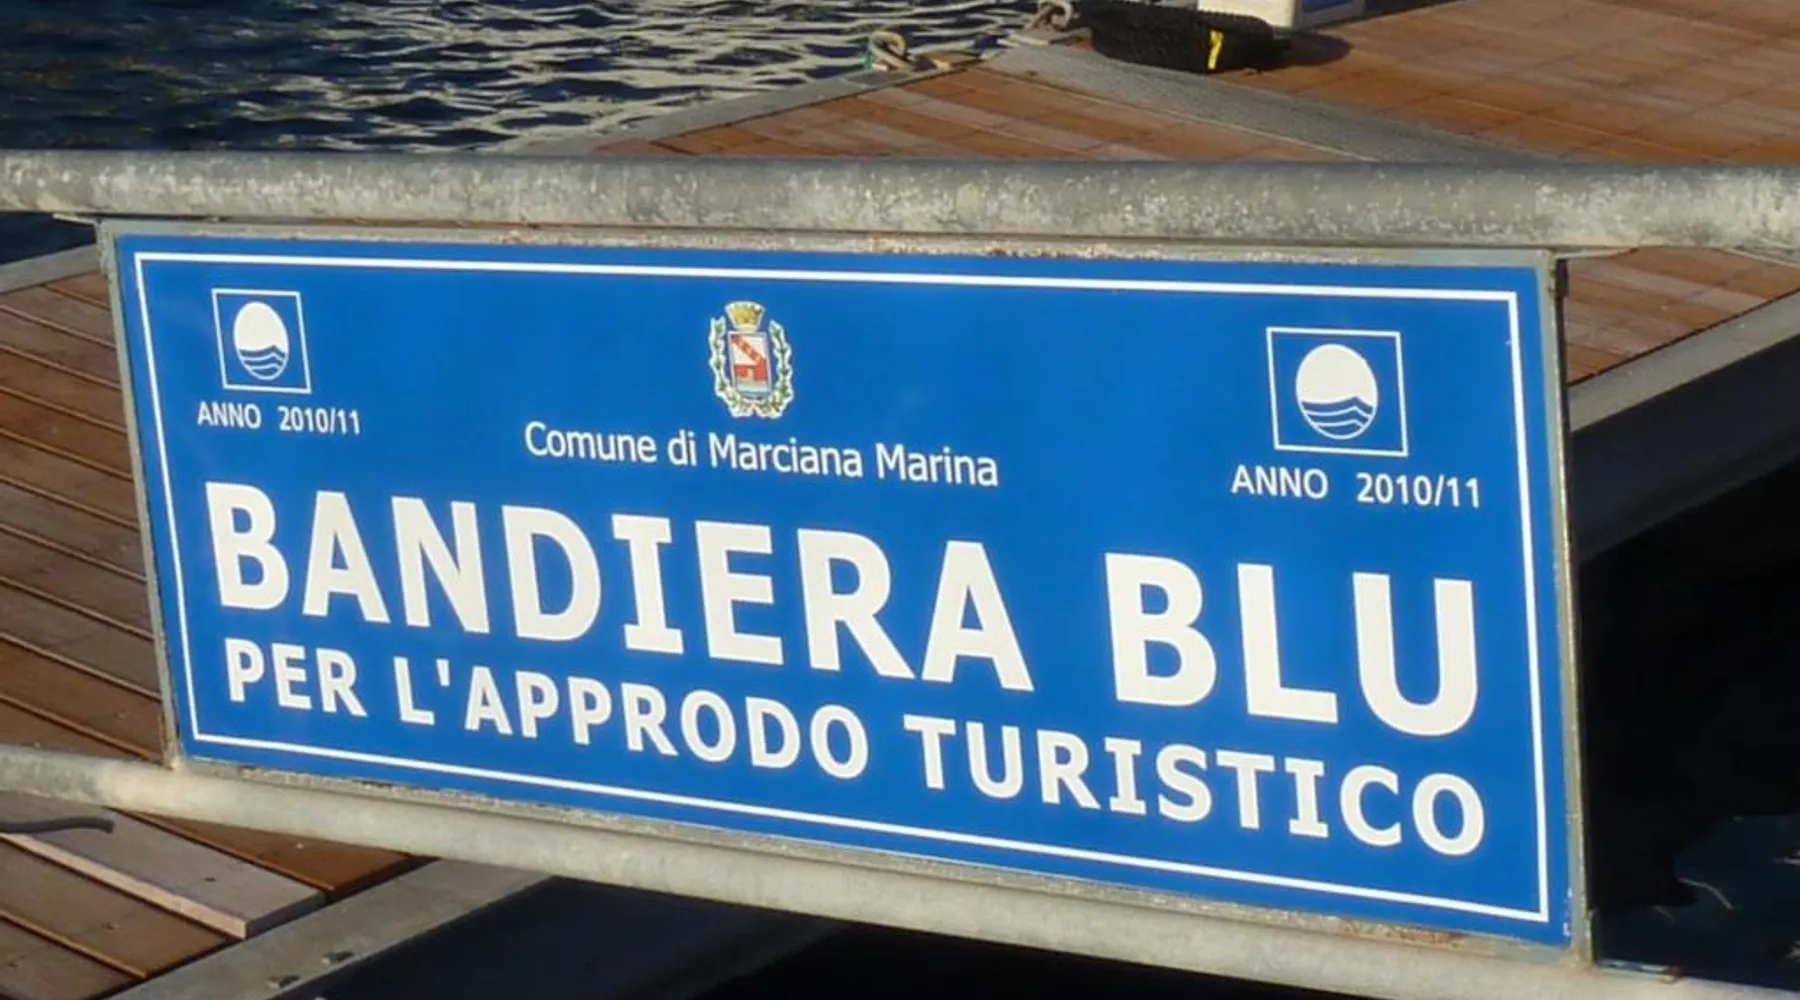 ANNO 2010/11
Comune di Marciana Marina
ANNO 2010/11
BANDIERA BLU
PER L'APPRODO TURISTICO